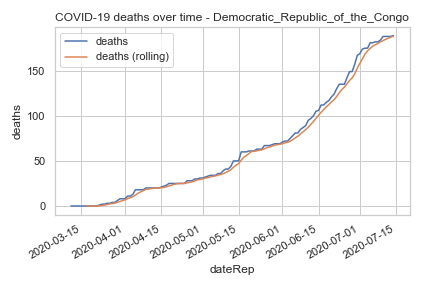 COVID-19 deaths over time - Democratic_Republic_of_the_Congo
deaths
deaths (rolling)
deaths
150
100
50
0
2020-03-15
2020-04-01
2020-04-15
2020-05-01
2020-05-15
2020-06-01
2020-06-15
2020-07-01
2020-07-15
dateRep